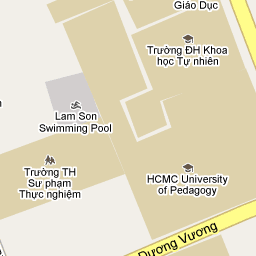 Giáo Dục
Trường ĐH Khoa
học Tự nhiên
Lam Son
Swimming Pool
Trường TH
Sư phạm
Thực nghiệm
HCMC University
of Pedagogy
Dương Vương